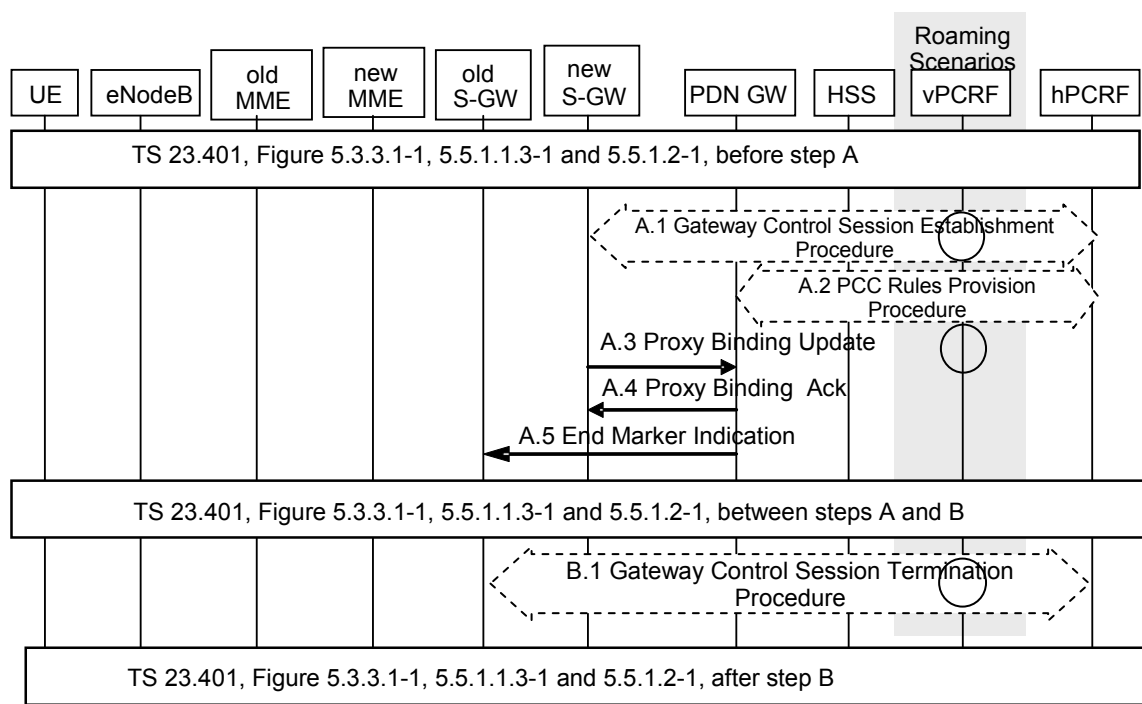 Roaming
Scenarios
UE
eNodeB
old
MME
new
MME
old
S-GW
new
S-GW
PDN GW
HSS
vPCRF
hPCRF
TS 23.401, Figure 5.3.3.1-1, 5.5.1.1.3-1 and 5.5.1.2-1, before step A
A.1 Gateway Control Session Establishment
Procedure
A.2 PCC Rules Provision
Procedure
A.3 Proxy Binding Update
A.4 Proxy Binding Ack
A.5 End Marker Indication
TS 23.401, Figure 5.3.3.1-1, 5.5.1.1.3-1 and 5.5.1.2-1, between steps A and B
B.1 Gateway Control Session Termination
Procedure
TS 23.401, Figure 5.3.3.1-1, 5.5.1.1.3-1 and 5.5.1.2-1, after step B